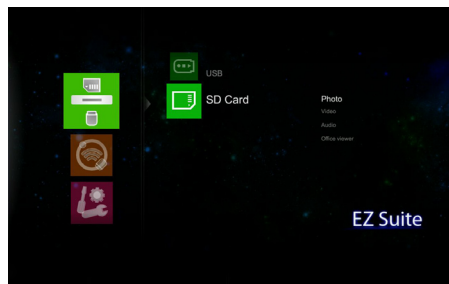 USB
SD Card
Photo
Video
Audio
Office viewer
EZ Suite